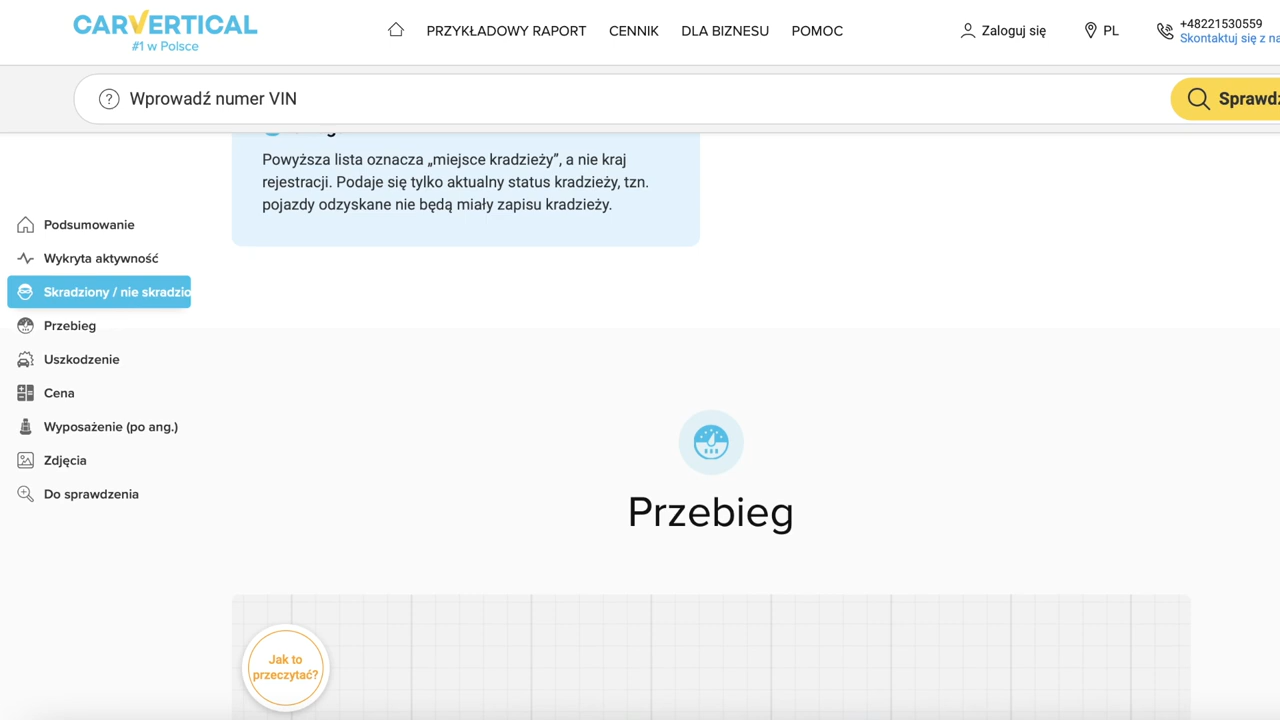 CARVERTICAL
#1 w Polsce
PRZYKŁADOWY RAPORT
CENNIK
DLA BIZNESU
POMOC
Zaloguj się
PL
+48221530559
Skontaktuj się z na
Wprowadź numer VIN
Sprawdź
Powyższa lista oznacza „miejsce kradzieży”, a nie kraj
rejestracji. Podaje się tylko aktualny status kradzieży, tzn.
pojazdy odzyskane nie będą miały zapisu kradzieży.
Podsumowanie
Wykryta aktywność
Skradziony / nie skradzio
Przebieg
Uszkodzenie
Cena
Wyposażenie (po ang.)
Zdjęcia
Do sprawdzenia
Przebieg
Jak to
przeczytać?